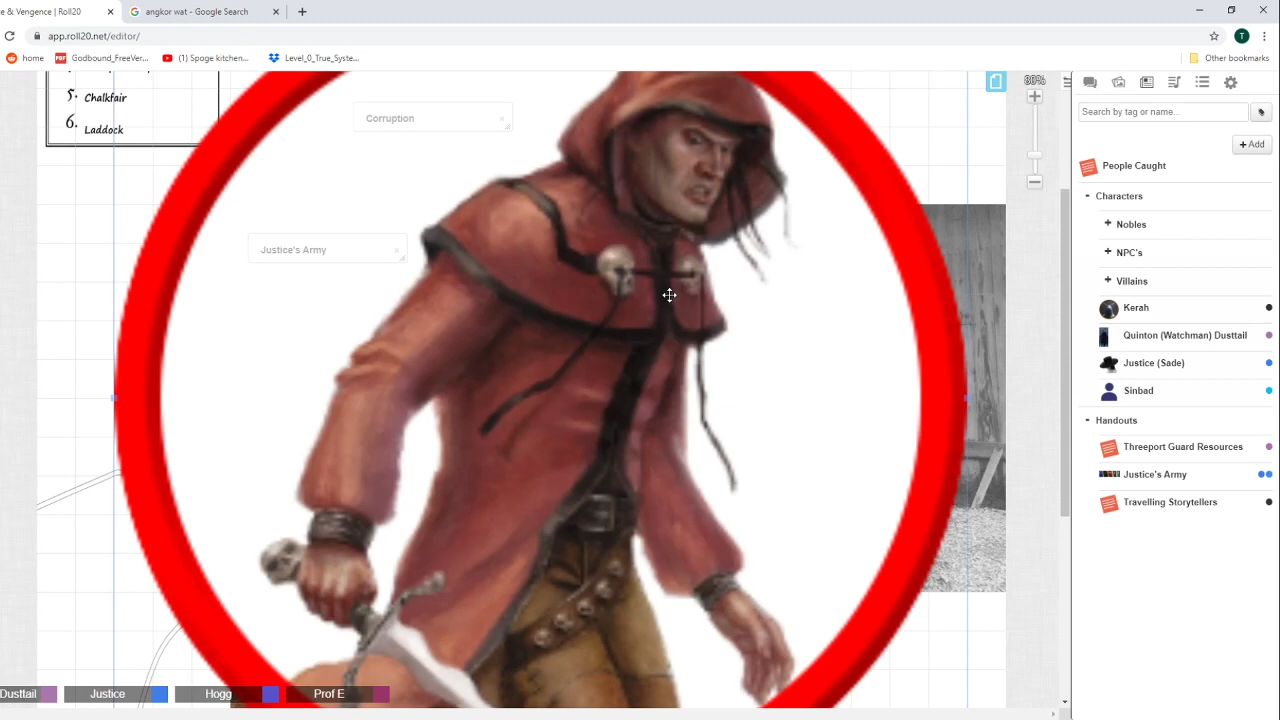 e & Vengence | Roll20
angkor wat - Google Search
app.roll20.net/editor/
home
Godbound_FreeVer...
(1) Spoge kitchen...
Level_0_True_Syste...
Other bookmarks
5. Chalkfair
6. Laddock
Corruption
Justice's Army
88%
Search by tag or name...
+ Add
People Caught
Characters
Nobles
NPC's
Villains
Kerah
Quinton (Watchman) Dusttail
Justice (Sade)
Sinbad
Handouts
Threeport Guard Resources
Justice's Army
Travelling Storytellers
Dusttail
Justice
Hogg
Prof E
T